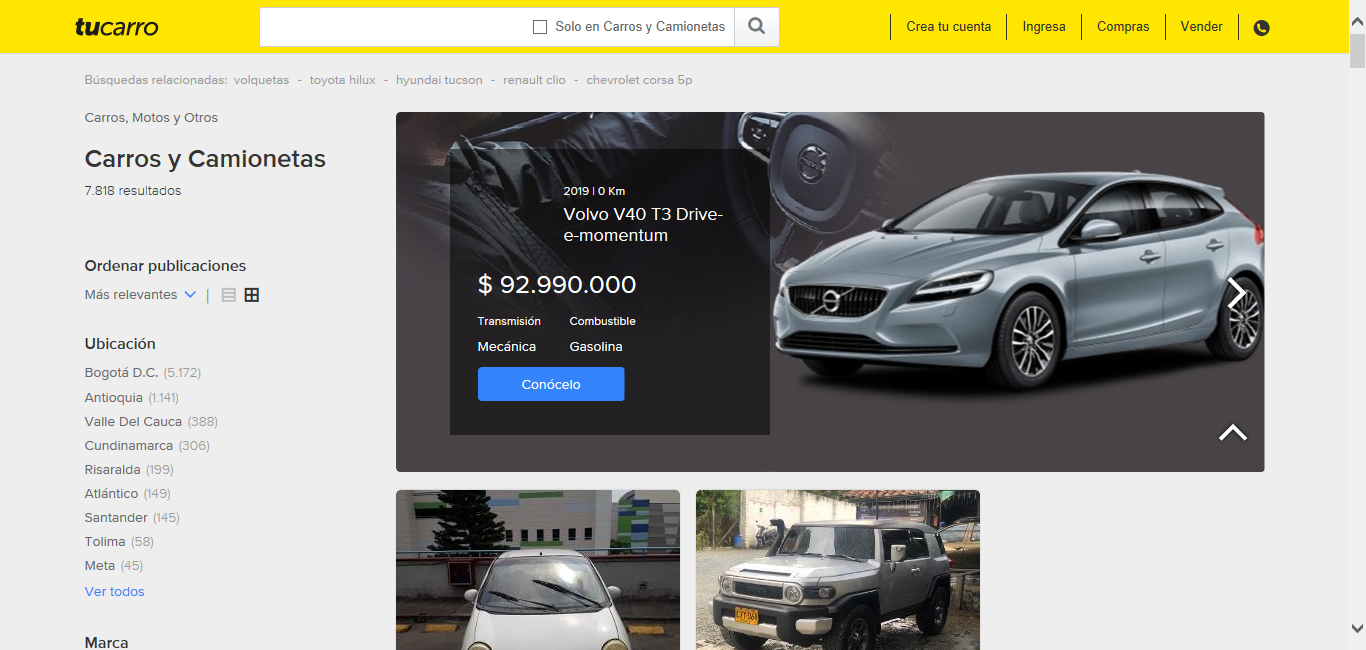 tucarro
Solo en Carros y Camionetas
Crea tu cuenta
Ingresa
Compras
Vender
Búsquedas relacionadas: volquetas - toyota hilux - hyundai tucson - renault clio - chevrolet corsa 5p
Carros, Motos y Otros
Carros y Camionetas
7.818 resultados
Ordenar publicaciones
Más relevantes |
Ubicación
Bogotá D.C. (5.172)
Antioquia (1.141)
Valle Del Cauca (388)
Cundinamarca (306)
Risaralda (199)
Atlántico (149)
Santander (145)
Tolima (58)
Meta (45)
Ver todos
Marca
2019 | 0 Km
Volvo V40 T3 Drive-
e-momentum
$ 92.990.000
Transmisión Combustible
Mecánica Gasolina
Conócelo